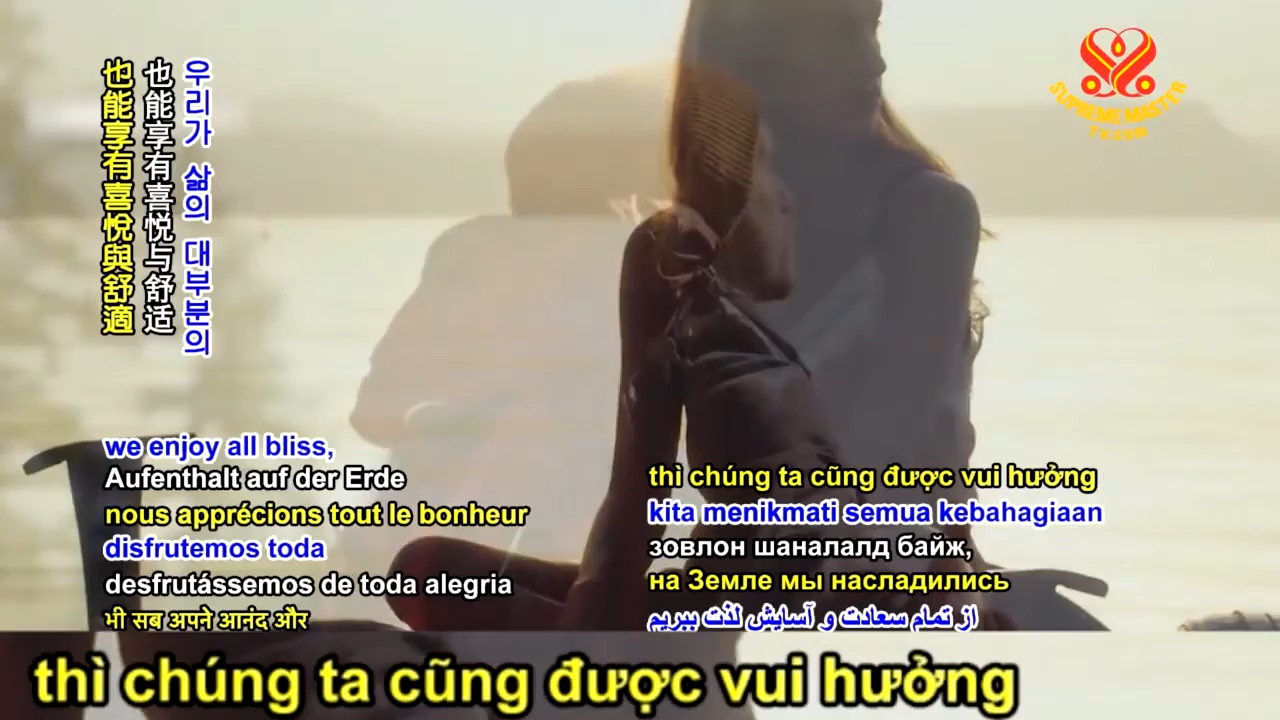 也能享有喜悅與舒適
也能享有喜悦与舒适
우리가 삶의 대부분의
SUPREME MASTER
TV.com
we enjoy all bliss,
Aufenthalt auf der Erde
nous apprécions tout le bonheur
disfrutemos toda
desfrutássemos de toda alegria
भी सब अपने आनंद और
thì chúng ta cũng được vui hưởng
kita menikmati semua kebahagiaan
зовлон шаналалд байж,
на Земле мы насладились
از تمام سعادت و آسایش لذت ببریم
thì chúng ta cũng được vui hưởng